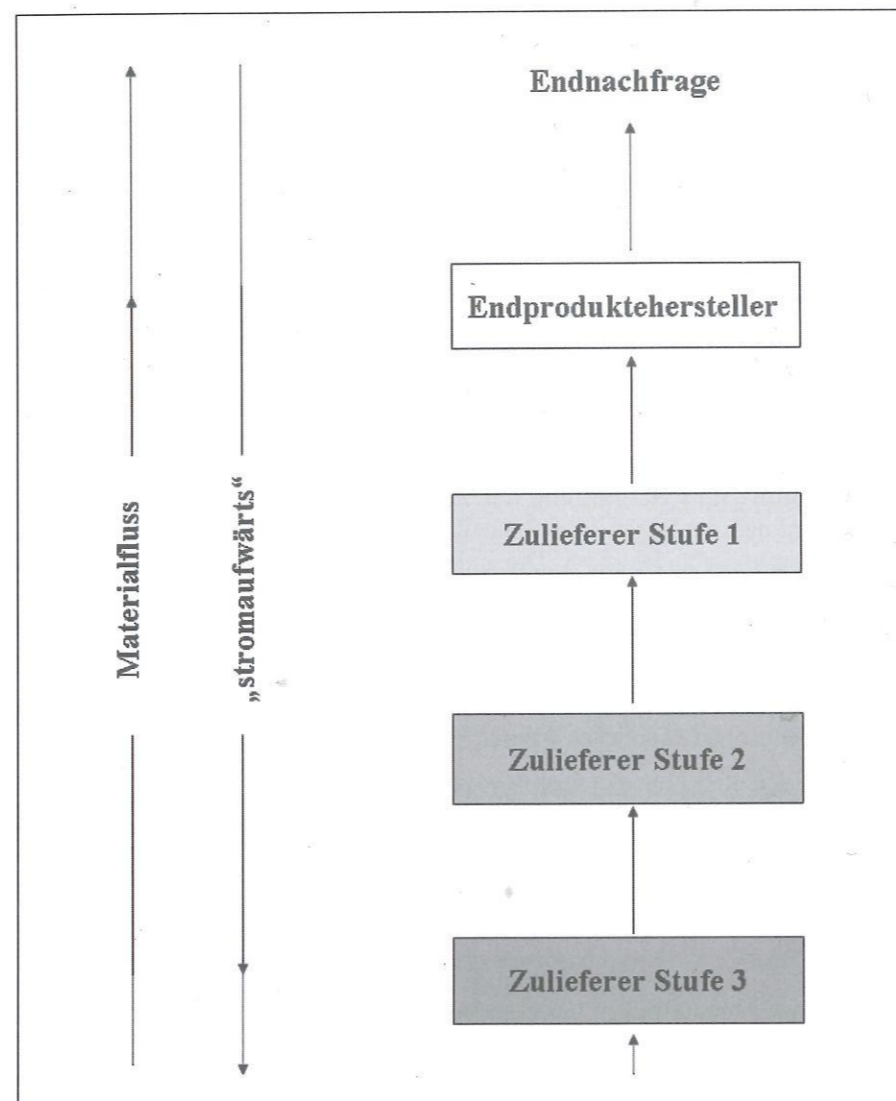 Endnachfrage
Endproduktehersteller
Zulieferer Stufe 1
Materialfluss
„stromaufwärts“
Zulieferer Stufe 2
Zulieferer Stufe 3